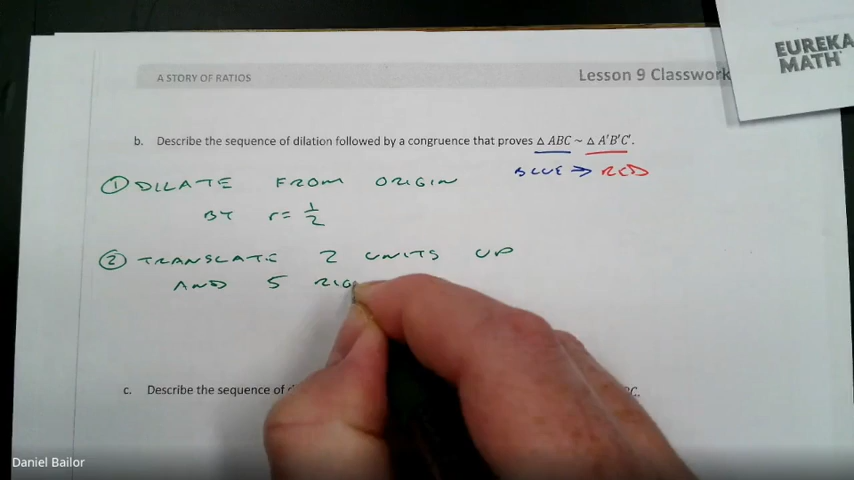 EUREKA
MATH
A STORY OF RATIOS
Lesson 9 Classwork
b. Describe the sequence of dilation followed by a congruence that proves △ ABC ~ △ A'B'C'.
BLUE ⇒ RED
① DILATE FROM ORIGIN
BY r = 1/2
② TRANSLATE 2 UNITS UP
AND 5 RIG
c. Describe the sequence of
Daniel Bailor